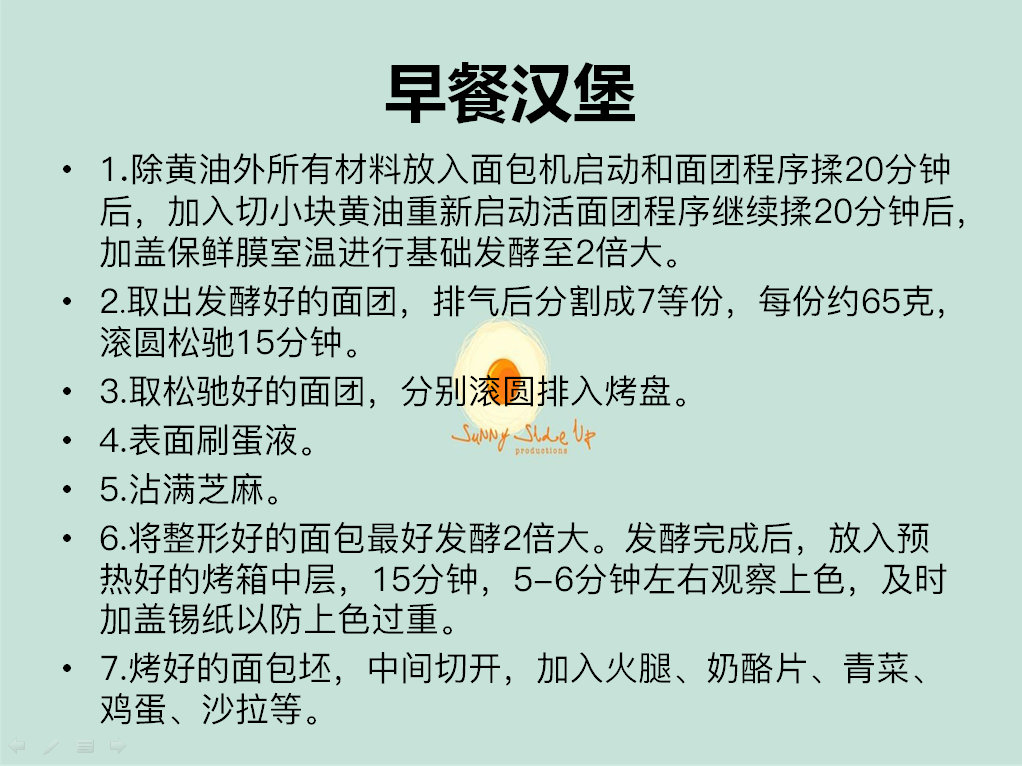 早餐汉堡
• 1.除黄油外所有材料放入面包机启动和面团程序揉20分钟
后，加入切小块黄油重新启动活面团程序继续揉20分钟后，
加盖保鲜膜室温进行基础发酵至2倍大。
• 2.取出发酵好的面团，排气后分割成7等份，每份约65克，
滚圆松驰15分钟。
• 3.取松驰好的面团，分别滚圆排入烤盘。
• 4.表面刷蛋液。
Sunny Side Up
productions
• 5.沾满芝麻。
• 6.将整形好的面包最好发酵2倍大。发酵完成后，放入预
热好的烤箱中层，15分钟，5-6分钟左右观察上色，及时
加盖锡纸以防上色过重。
• 7.烤好的面包坯，中间切开，加入火腿、奶酪片、青菜、
鸡蛋、沙拉等。